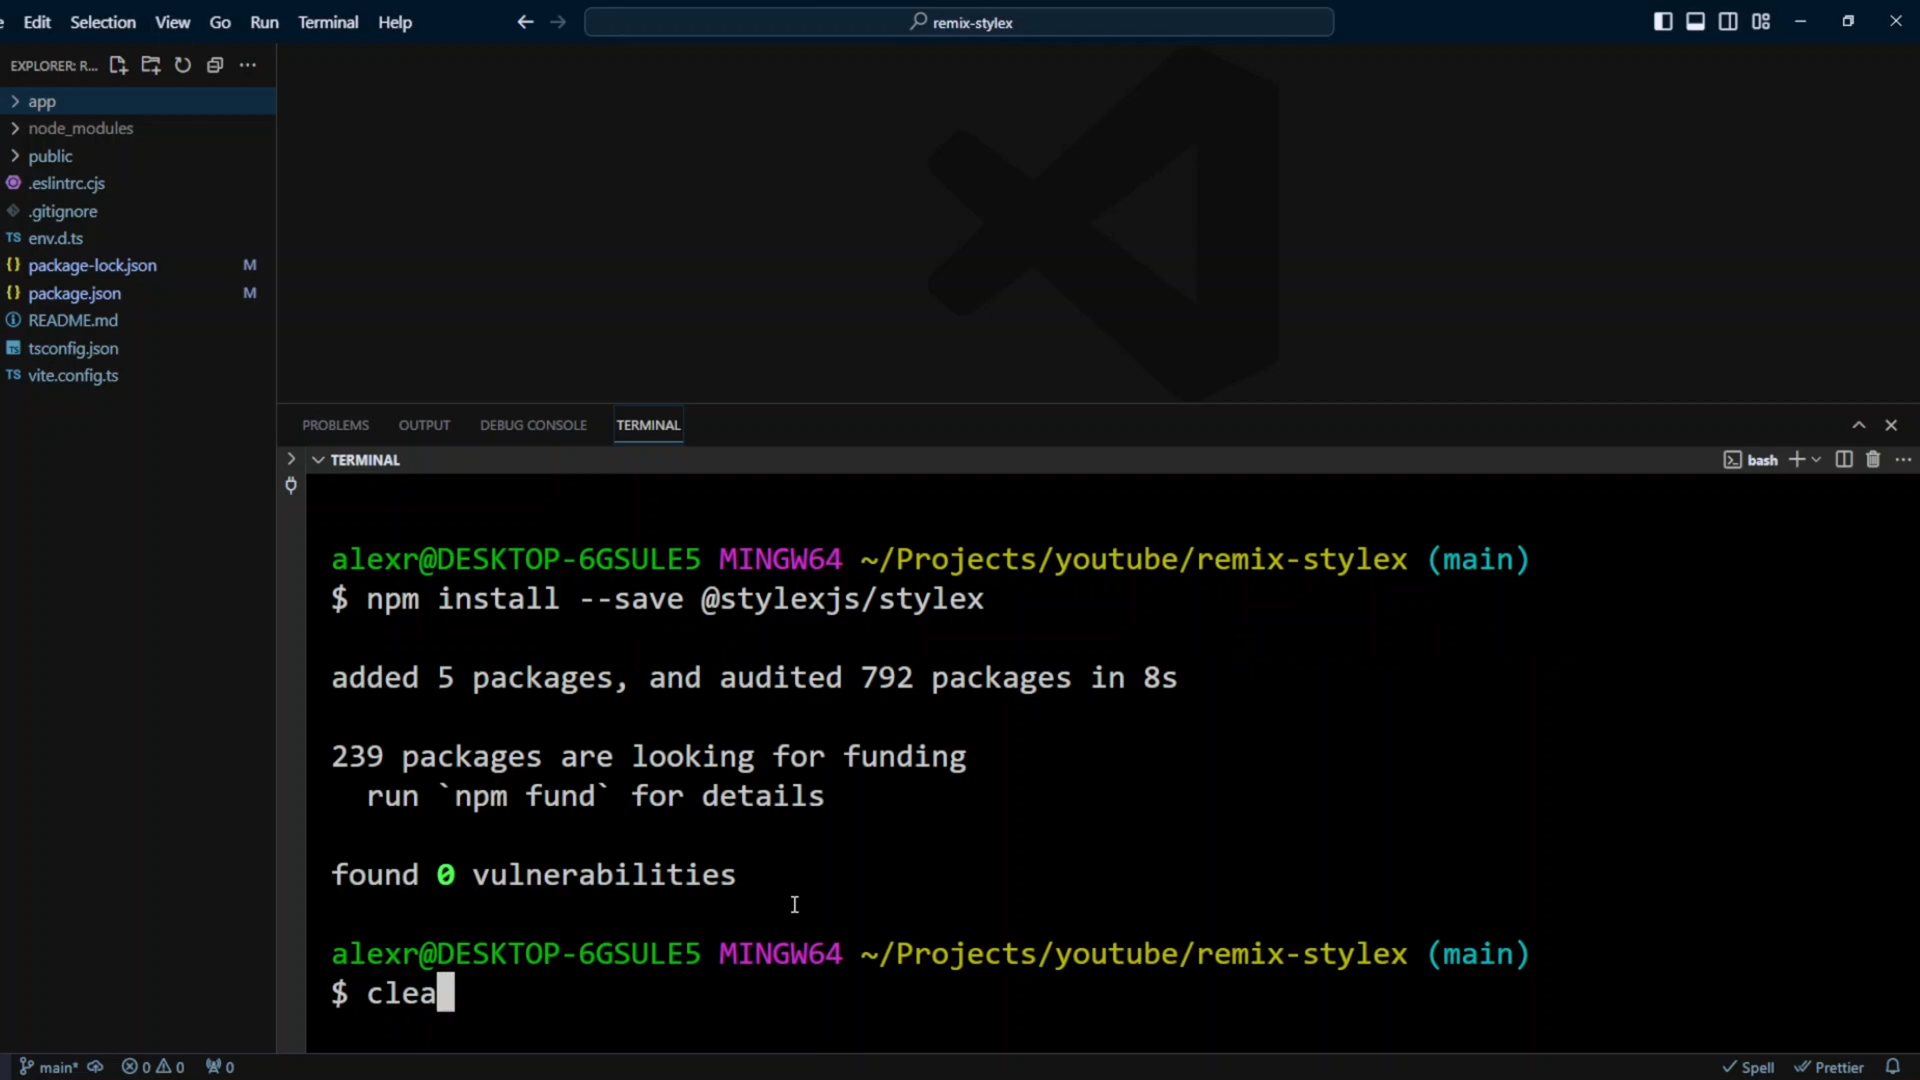 Edit Selection View Go Run Terminal Help
remix-stylex
EXPLORER: R...
app
node_modules
public
.eslintrc.cjs
.gitignore
TS env.d.ts
{} package-lock.json M
{} package.json M
README.md
TS tsconfig.json
TS vite.config.ts
PROBLEMS OUTPUT DEBUG CONSOLE TERMINAL
TERMINAL
bash
alexr@DESKTOP-6GSULE5 MINGW64 ~/Projects/youtube/remix-stylex (main)
$ npm install --save @stylexjs/stylex
added 5 packages, and audited 792 packages in 8s
239 packages are looking for funding
run `npm fund` for details
found 0 vulnerabilities
alexr@DESKTOP-6GSULE5 MINGW64 ~/Projects/youtube/remix-stylex (main)
$ clea
main* 0 0 0
Spell Prettier